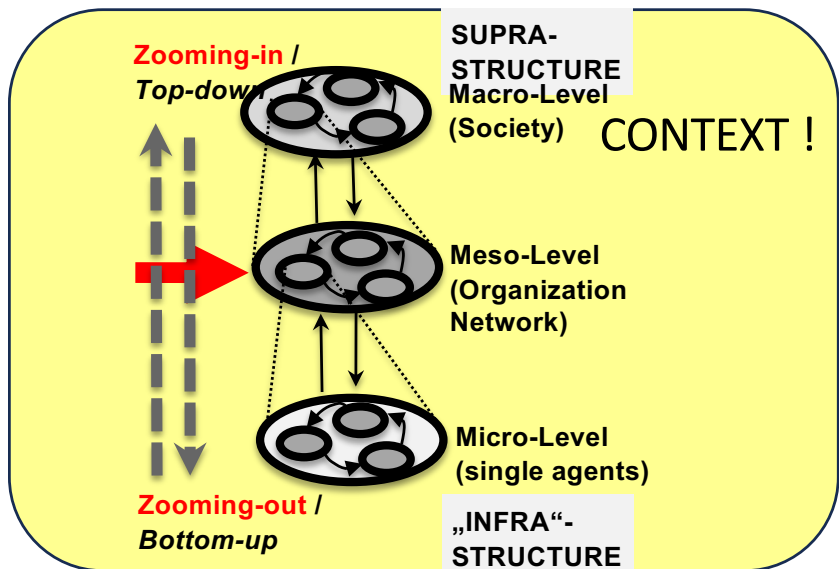 Zooming-in /
Top-down
SUPRA-
STRUCTURE
Macro-Level
(Society)
CONTEXT !
Meso-Level
(Organization
Network)
Micro-Level
(single agents)
Zooming-out /
Bottom-up
„INFRA“-
STRUCTURE